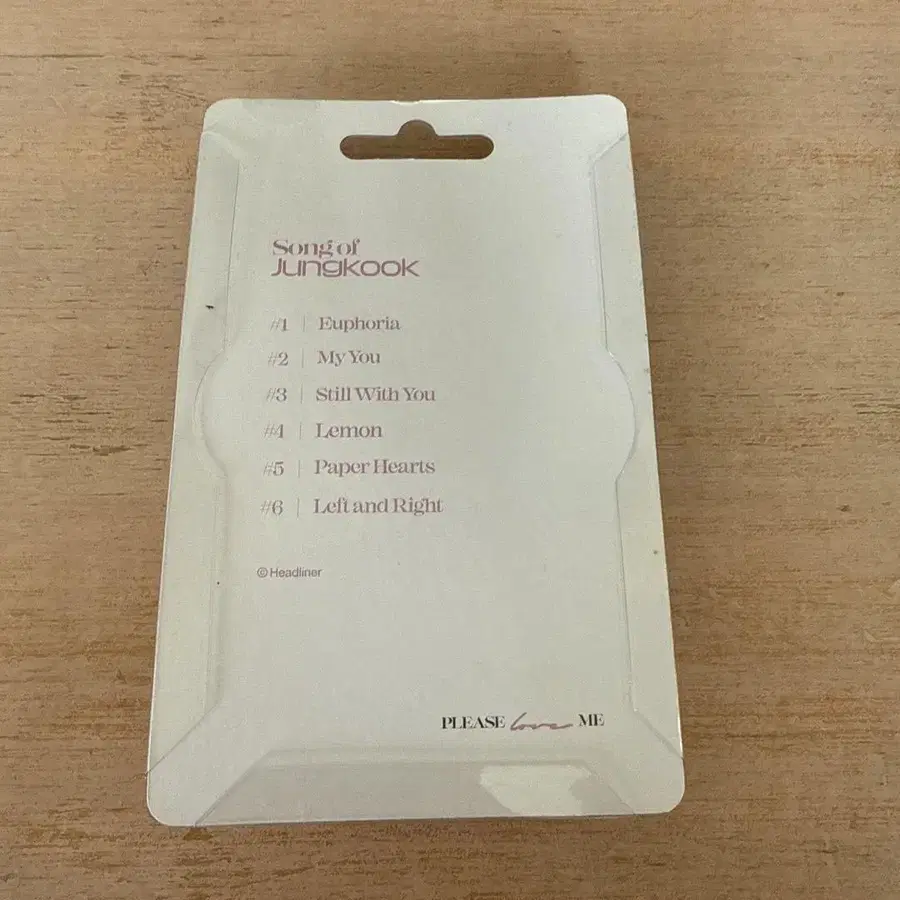 Song of
Jungkook
#1 | Euphoria
#2 | My You
#3 | Still With You
#4 | Lemon
#5 | Paper Hearts
#6 | Left and Right
© Headliner
PLEASE love ME